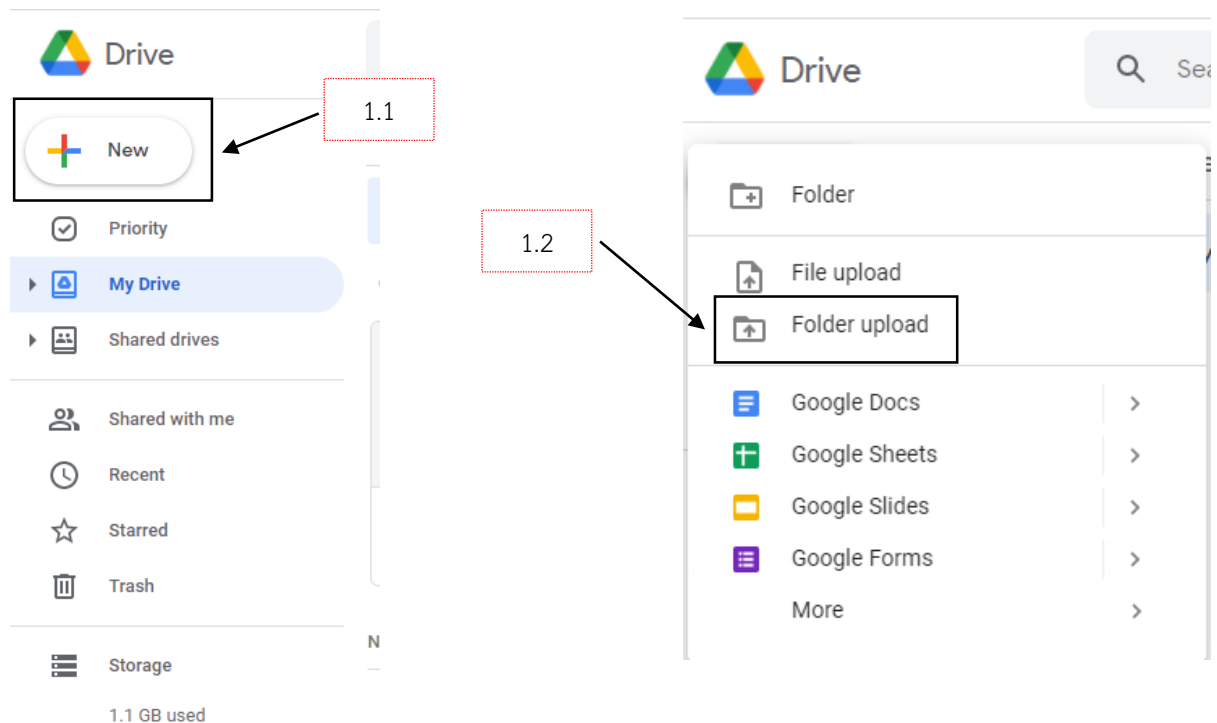 Drive
1.1
New
Priority
My Drive
Shared drives
Shared with me
Recent
Starred
Trash
N
Storage
1.1 GB used
Drive
Sea
1.2
Folder
File upload
Folder upload
Google Docs
Google Sheets
Google Slides
Google Forms
More